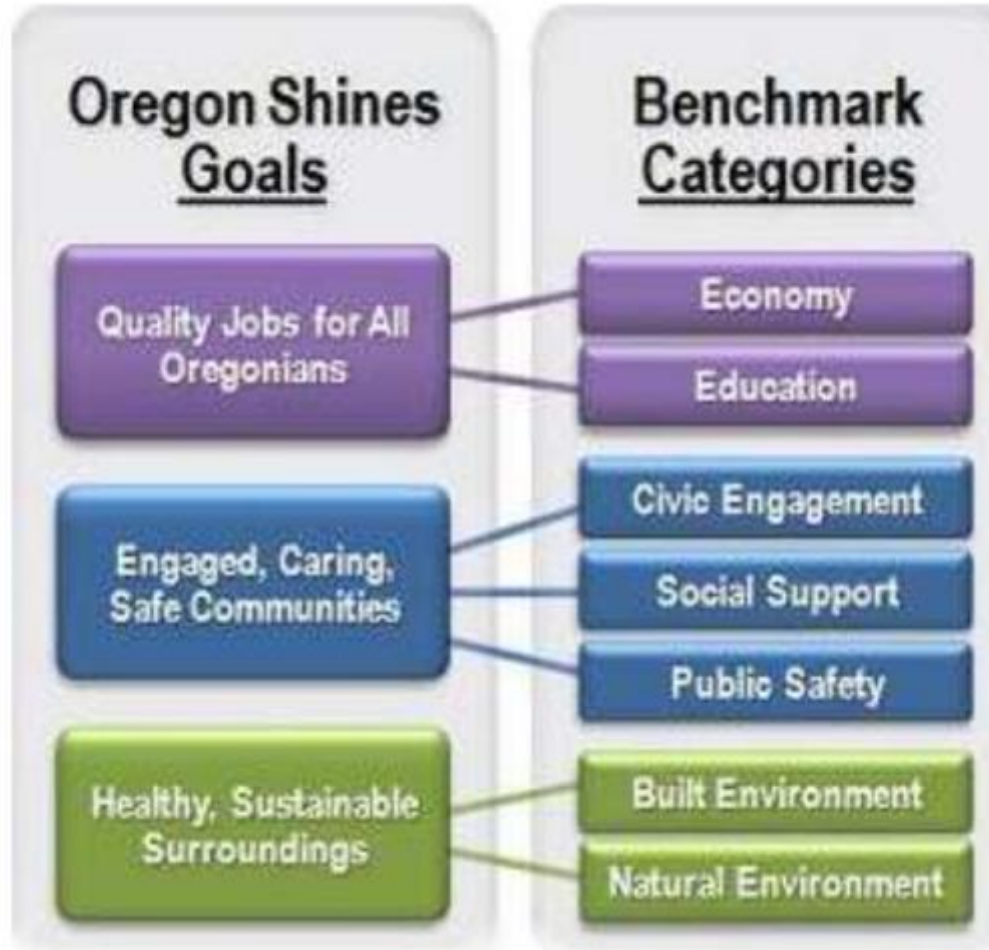 Oregon Shines
Goals
Quality Jobs for All
Oregonians
Engaged, Caring,
Safe Communities
Healthy, Sustainable
Surroundings
Benchmark
Categories
Economy
Education
Civic Engagement
Social Support
Public Safety
Built Environment
Natural Environment